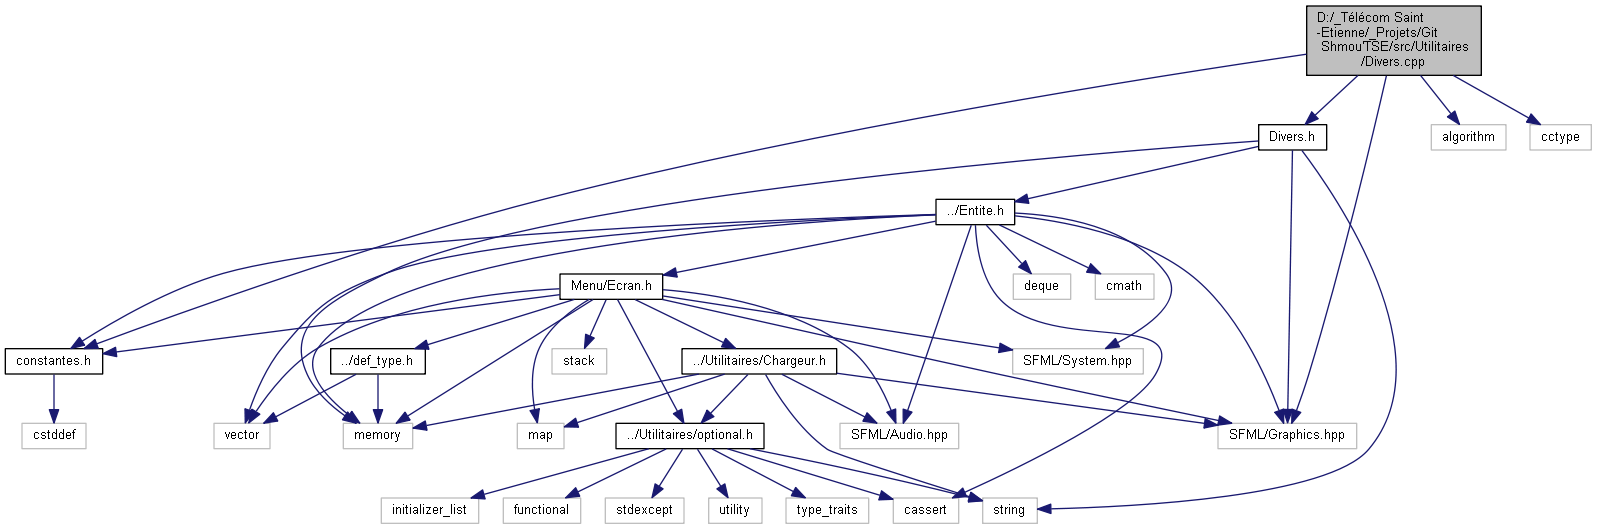 D:/_Télécom Saint
-Etienne/_Projets/Git
ShmouTSE/src/Utilitaires
/Divers.cpp
Divers.h
algorithm
cctype
../Entite.h
Menu/Ecran.h
deque
cmath
constantes.h
../def_type.h
stack
../Utilitaires/Chargeur.h
SFML/System.hpp
cstddef
vector
memory
map
../Utilitaires/optional.h
SFML/Audio.hpp
SFML/Graphics.hpp
initializer_list
functional
stdexcept
utility
type_traits
cassert
string